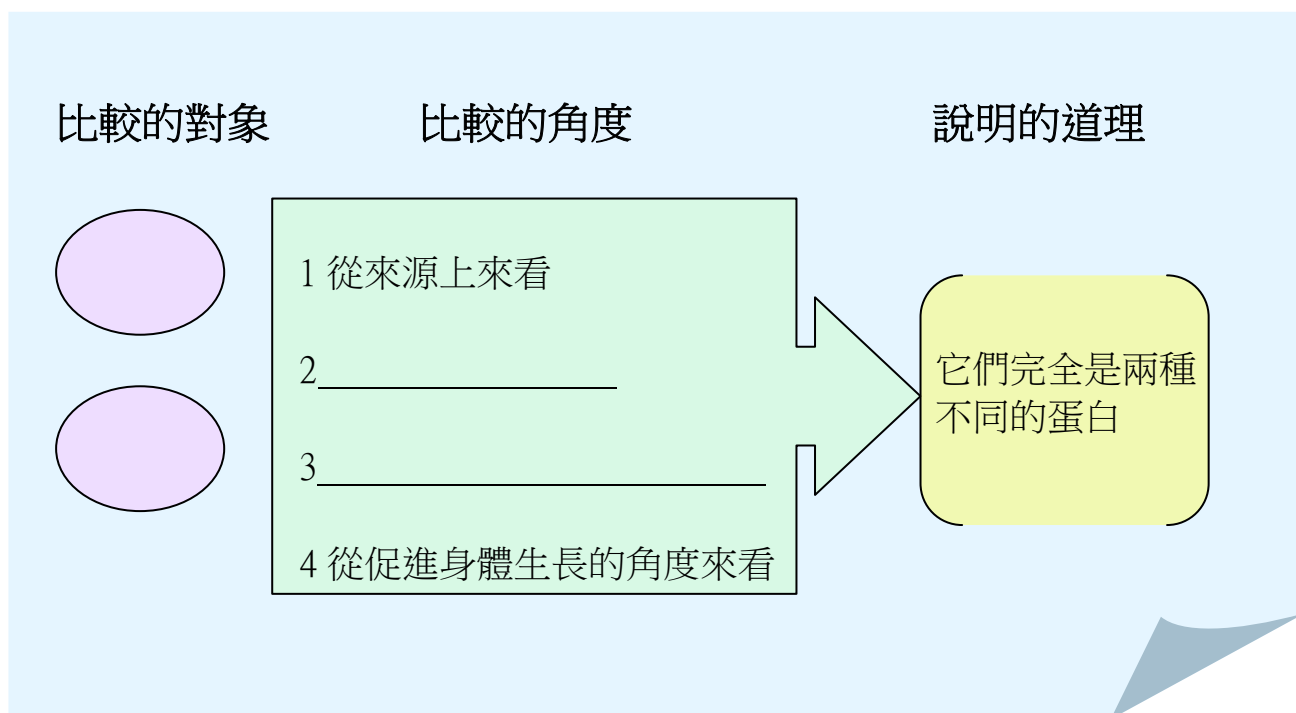 比較的對象 比較的角度 說明的道理
1 從來源上來看
2
3
4 從促進身體生長的角度來看
它們完全是兩種
不同的蛋白